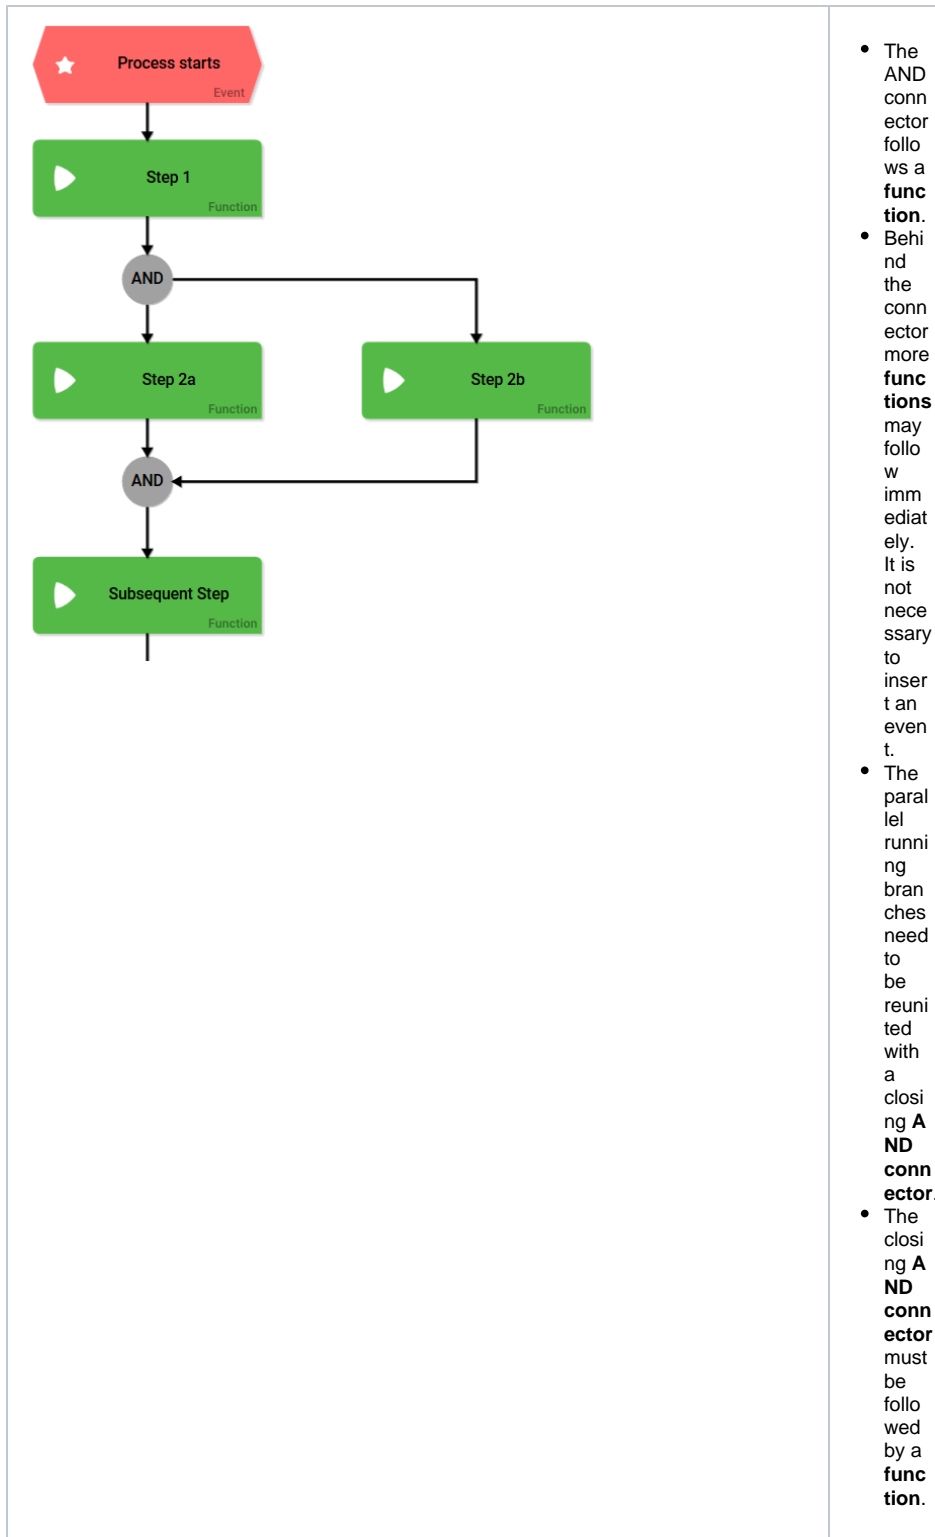 Process starts
Event
Step 1
Function
AND
Step 2a
Function
Step 2b
Function
AND
Subsequent Step
Function
• The
AND
conn
ector
follo
ws a
func
tion.
• Behi
nd
the
conn
ector
more
func
tions
may
follo
w
imm
ediat
ely.
It is
not
nece
ssary
to
inser
t an
even
t.
• The
paral
lel
runni
ng
bran
ches
need
to
be
reuni
ted
with
a
closi
ng A
ND
conn
ector.
• The
closi
ng A
ND
conn
ector
must
be
follo
wed
by a
func
tion.